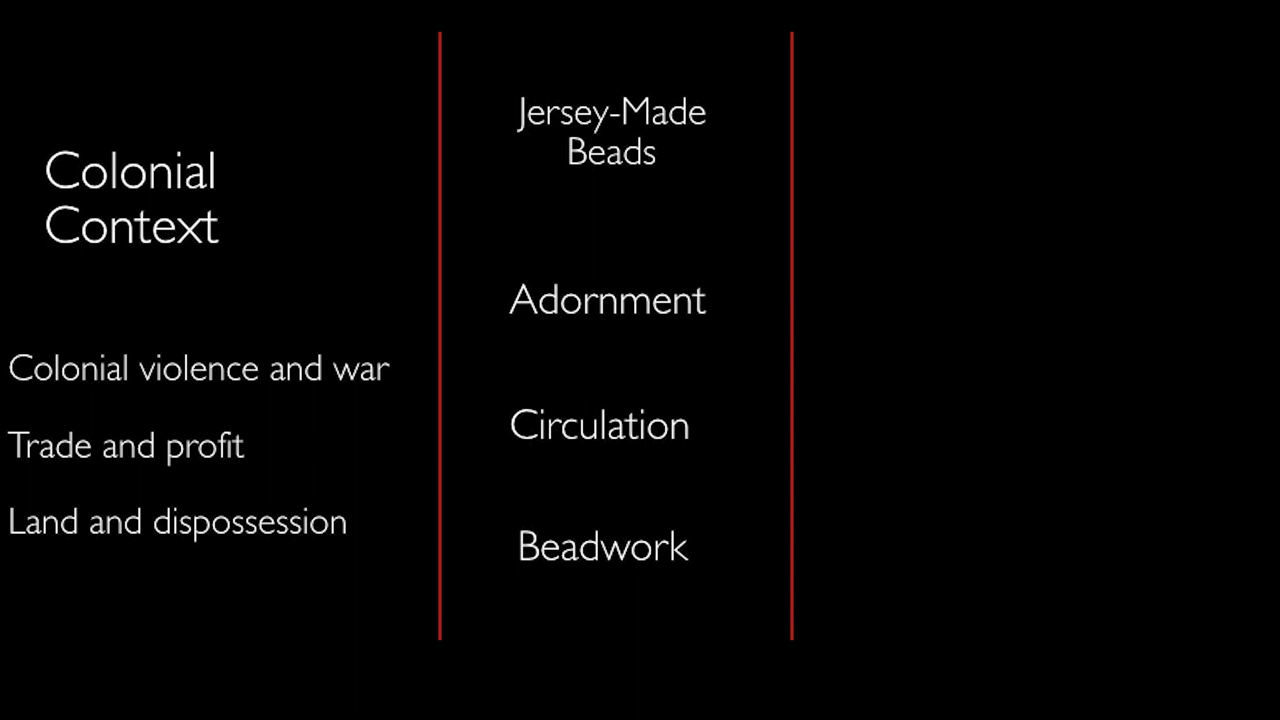 Colonial
Context
Colonial violence and war
Trade and profit
Land and dispossession
Jersey-Made
Beads
Adornment
Circulation
Beadwork